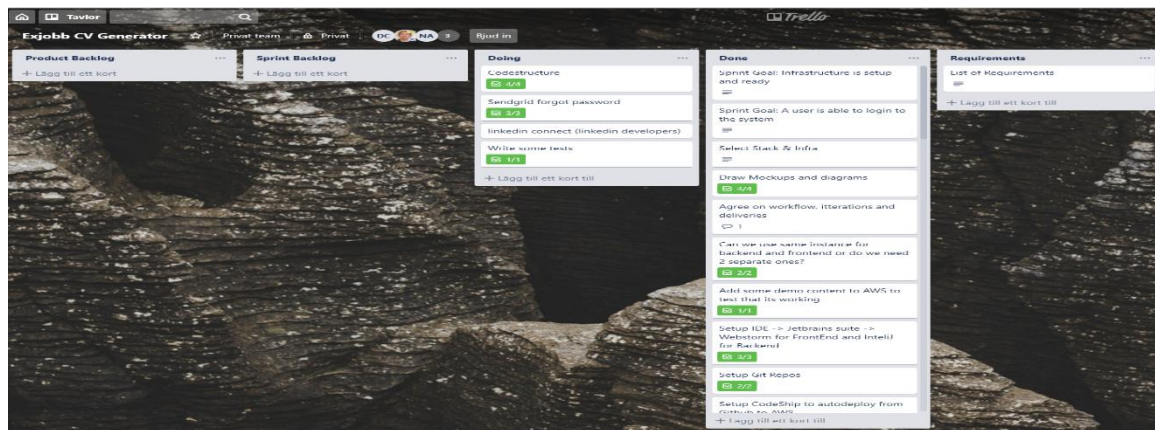 Tavlor
Trello
Exjobb CV Generator
Privat team
Privat
DC
NA
3
Bjud in
Product Backlog
+ Lägg till ett kort
Sprint Backlog
+ Lägg till ett kort
Doing
Codestructure
4/4
Sendgrid forgot password
linkedin connect (linkedin developers)
Write some tests
1/1
+ Lägg till ett kort till
Done
Sprint Goal: Infrastructure is setup
and ready
Sprint Goal: A user is able to login to
the system
Select Stack & Infra
Draw Mockups and diagrams
4/4
Agree on workflow, itterations and
deliveries
1
Can we use same instance for
backend and frontend or do we need
2 separate ones?
2/2
Add some demo content to AWS to
test that its working
1/1
Setup IDE -> Jetbrains suite ->
Webstorm for FrontEnd and InteliJ
for Backend
3/3
Setup Git Repos
2/2
Setup CodeShip to autodeploy from
Github to AWS
+ Lägg till ett kort till
Requirements
List of Requirements
+ Lägg till ett kort till